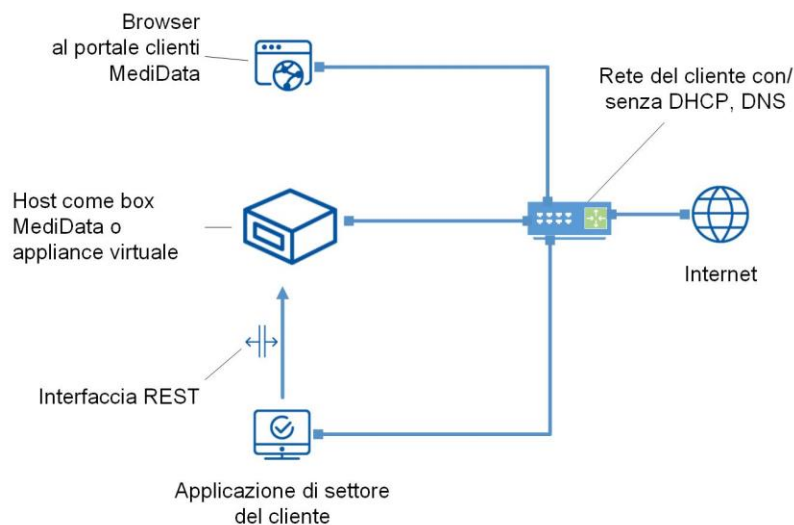 Browser
al portale clienti
MediData
Rete del cliente con/
senza DHCP, DNS
Host come box
MediData o
appliance virtuale
Internet
Interfaccia REST
Applicazione di settore
del cliente